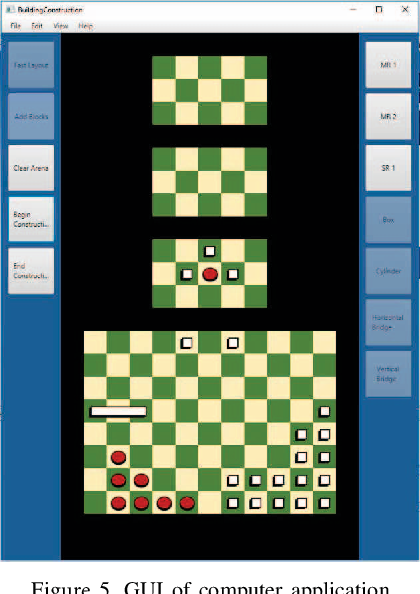 BuildingConstruction
File Edit View Help
Fast Layout
Add Blocks
Clear Arena
Begin
Constructi...
End
Constructi...
MR 1
MR 2
SR 1
Box
Cylinder
Horizontal
Bridge
Vertical
Bridge
Figure 5. GUI of computer application